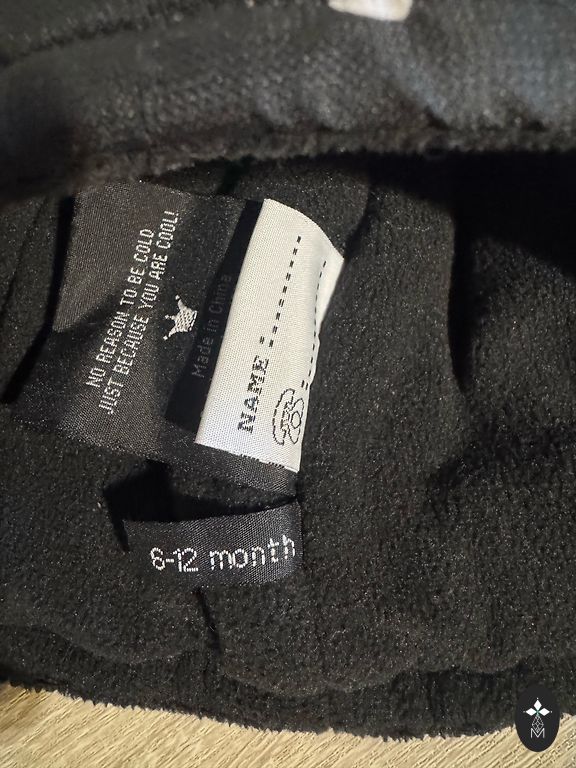 NO REASON TO BE COLD
JUST BECAUSE YOU ARE COOL!
Made in China
NAME :
:
6-12 month
M